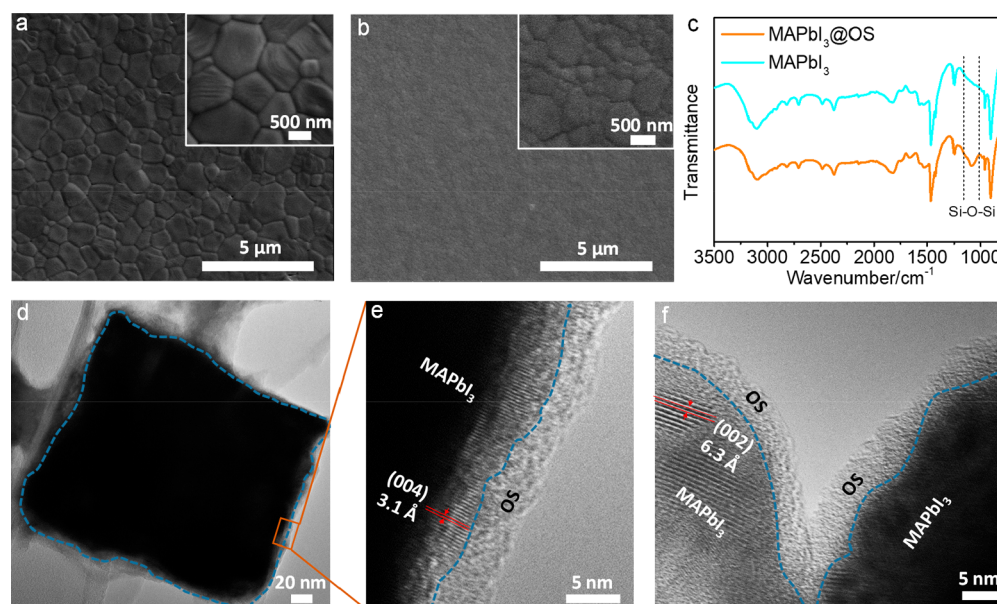 a
500 nm
5 μm
b
500 nm
5 μm
c
MAPbI₃@OS
MAPbI₃
Transmittance
Si-O-Si
3500 3000 2500 2000 1500 1000
Wavenumber/cm⁻¹
d
20 nm
e
MAPbI₃
OS
(004)
3.1 Å
5 nm
f
OS
(002)
6.3 Å
MAPbI₃
OS
MAPbI₃
5 nm